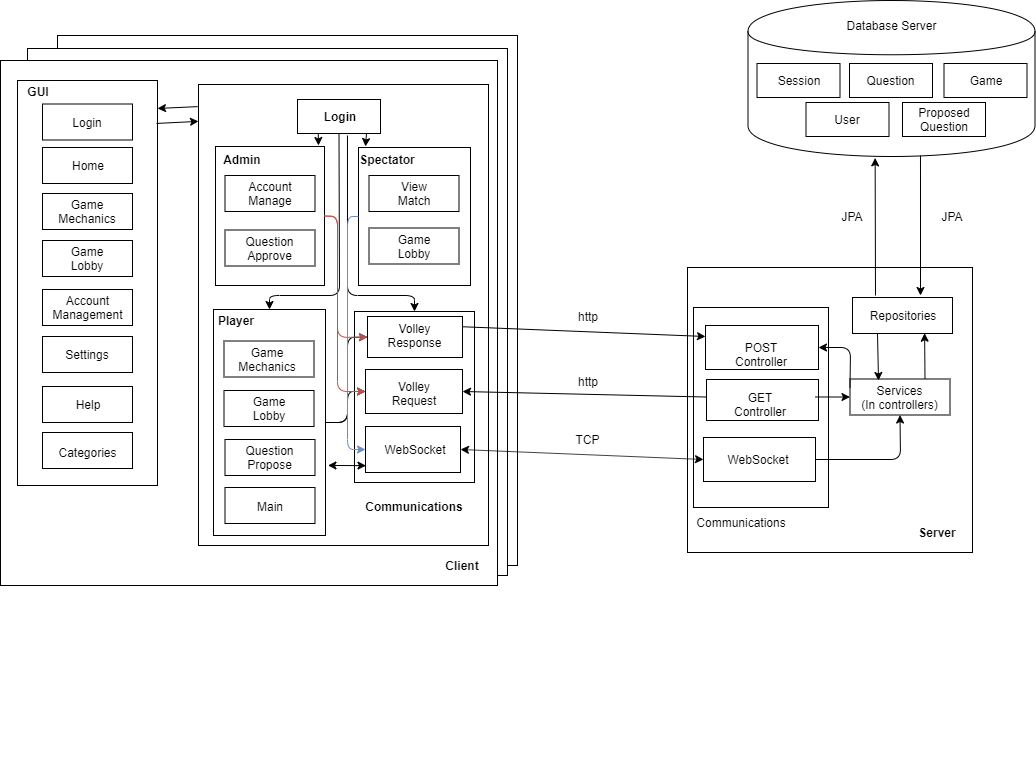 GUI
Login
Home
Game
Mechanics
Game
Lobby
Account
Management
Settings
Help
Categories
Login
Admin
Account
Manage
Question
Approve
Spectator
View
Match
Game
Lobby
Player
Game
Mechanics
Game
Lobby
Question
Propose
Main
Volley
Response
Volley
Request
WebSocket
Communications
Client
http
http
TCP
Database Server
Session
Question
Game
User
Proposed
Question
JPA
JPA
Repositories
POST
Controller
GET
Controller
Services
(In controllers)
WebSocket
Communications
Server